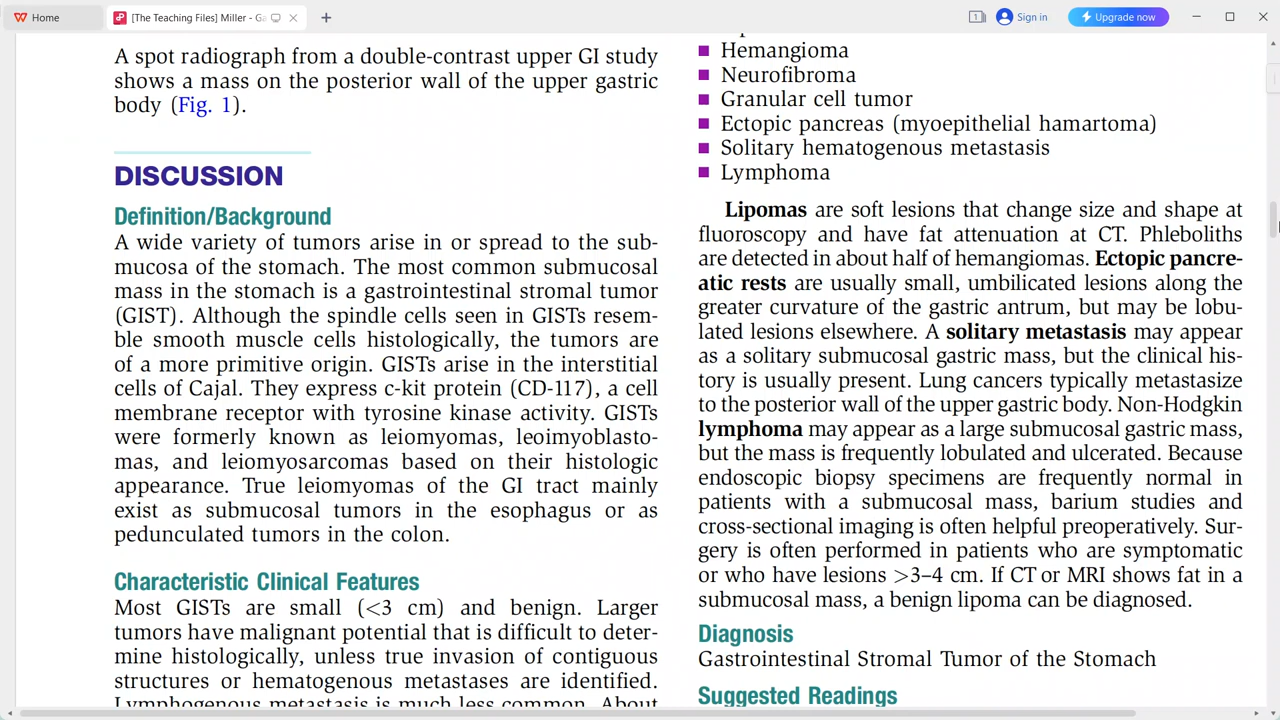 Home
[The Teaching Files] Miller - Ga
1
Sign in
Upgrade now
A spot radiograph from a double-contrast upper GI study
shows a mass on the posterior wall of the upper gastric
body (Fig. 1).
DISCUSSION
Definition/Background
A wide variety of tumors arise in or spread to the sub-
mucosa of the stomach. The most common submucosal
mass in the stomach is a gastrointestinal stromal tumor
(GIST). Although the spindle cells seen in GISTs resem-
ble smooth muscle cells histologically, the tumors are
of a more primitive origin. GISTs arise in the interstitial
cells of Cajal. They express c-kit protein (CD-117), a cell
membrane receptor with tyrosine kinase activity. GISTs
were formerly known as leiomyomas, leoimyoblasto-
mas, and leiomyosarcomas based on their histologic
appearance. True leiomyomas of the GI tract mainly
exist as submucosal tumors in the esophagus or as
pedunculated tumors in the colon.
Characteristic Clinical Features
Most GISTs are small (<3 cm) and benign. Larger
tumors have malignant potential that is difficult to deter-
mine histologically, unless true invasion of contiguous
structures or hematogenous metastases are identified.
Lymphogenous metastasis is much less common. About
Hemangioma
Neurofibroma
Granular cell tumor
Ectopic pancreas (myoepithelial hamartoma)
Solitary hematogenous metastasis
Lymphoma
Lipomas are soft lesions that change size and shape at
fluoroscopy and have fat attenuation at CT. Phleboliths
are detected in about half of hemangiomas. Ectopic pancre-
atic rests are usually small, umbilicated lesions along the
greater curvature of the gastric antrum, but may be lobu-
lated lesions elsewhere. A solitary metastasis may appear
as a solitary submucosal gastric mass, but the clinical his-
tory is usually present. Lung cancers typically metastasize
to the posterior wall of the upper gastric body. Non-Hodgkin
lymphoma may appear as a large submucosal gastric mass,
but the mass is frequently lobulated and ulcerated. Because
endoscopic biopsy specimens are frequently normal in
patients with a submucosal mass, barium studies and
cross-sectional imaging is often helpful preoperatively. Sur-
gery is often performed in patients who are symptomatic
or who have lesions >3–4 cm. If CT or MRI shows fat in a
submucosal mass, a benign lipoma can be diagnosed.
Diagnosis
Gastrointestinal Stromal Tumor of the Stomach
Suggested Readings